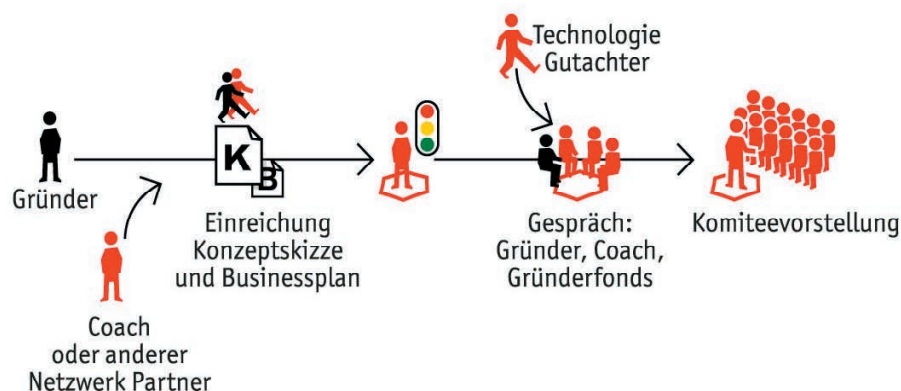 Technologie
Gutachter
K
B
Gründer
Einreichung
Konzeptskizze
und Businessplan
Gespräch:
Gründer, Coach,
Gründerfonds
Komiteevorstellung
Coach
oder anderer
Netzwerk Partner